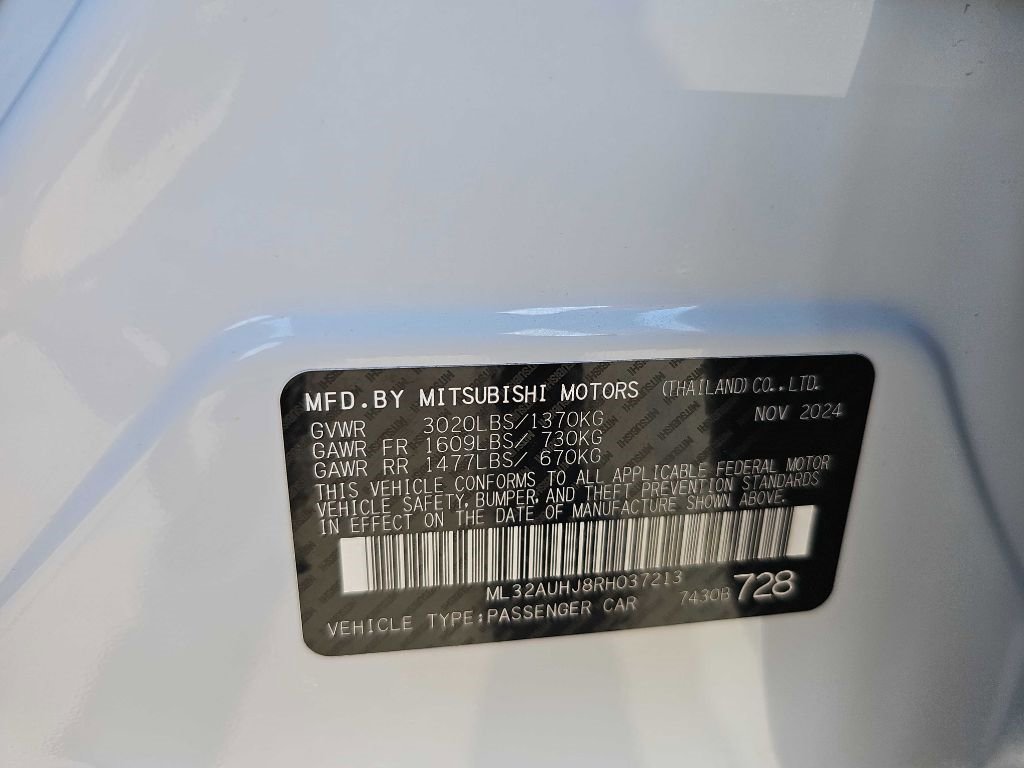 MFD.BY MITSUBISHI MOTORS (THAILAND) CO.,LTD.
NOV 2024
GVWR 3020LBS/1370KG
GAWR FR 1609LBS/ 730KG
GAWR RR 1477LBS/ 670KG
THIS VEHICLE CONFORMS TO ALL APPLICABLE FEDERAL MOTOR
VEHICLE SAFETY, BUMPER, AND THEFT PREVENTION STANDARDS
IN EFFECT ON THE DATE OF MANUFACTURE SHOWN ABOVE.
ML32AUHJ8RH037213
7430B 728
VEHICLE TYPE:PASSENGER CAR